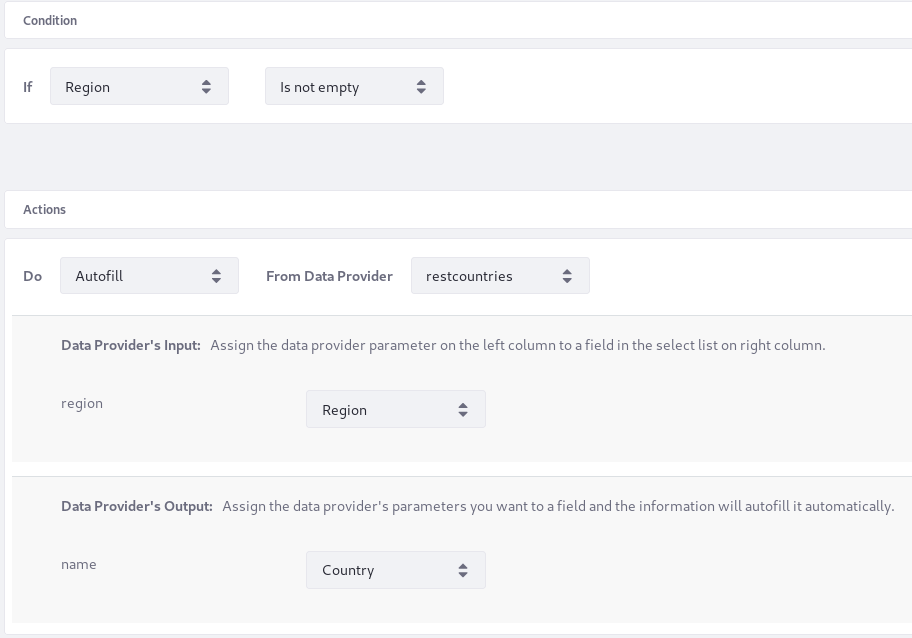 Condition
If Region Is not empty
Actions
Do Autofill From Data Provider restcountries
Data Provider's Input: Assign the data provider parameter on the left column to a field in the select list on right column.
region Region
Data Provider's Output: Assign the data provider's parameters you want to a field and the information will autofill it automatically.
name Country